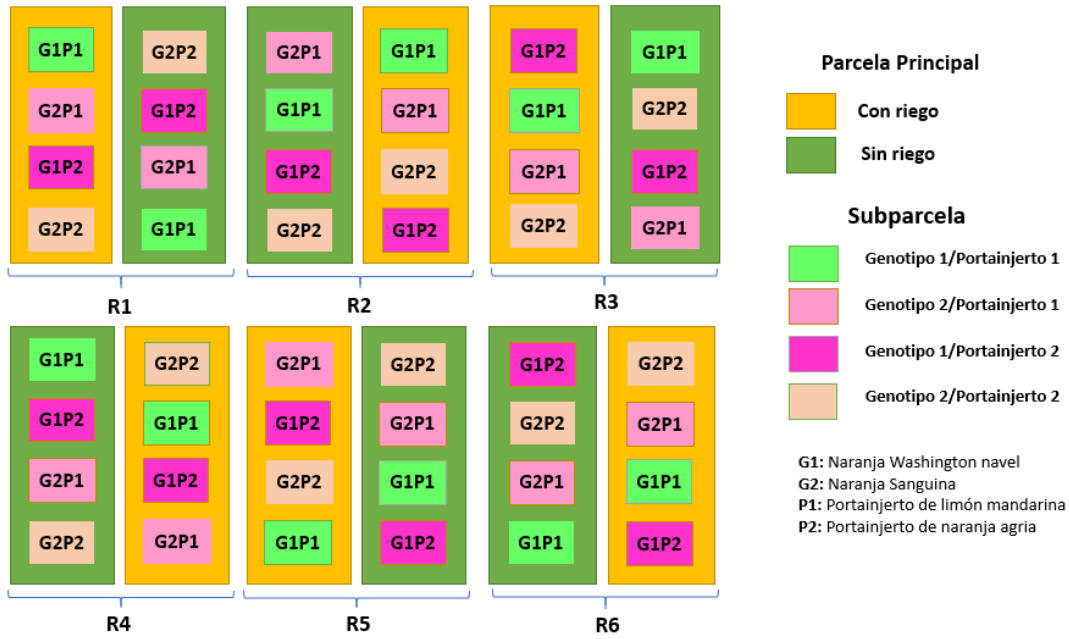 G1P1 G2P2 G2P1 G1P1 G1P2 G1P1
G2P1 G1P2 G1P1 G2P1 G1P1 G2P2
G1P2 G2P1 G1P2 G2P2 G2P1 G1P2
G2P2 G1P1 G2P2 G1P2 G2P2 G2P1
R1 R2 R3
G1P1 G2P2 G2P1 G2P2 G1P2 G2P2
G1P2 G1P1 G1P2 G2P1 G2P2 G2P1
G2P1 G1P2 G2P2 G1P1 G2P1 G1P1
G2P2 G2P1 G1P1 G1P2 G1P1 G1P2
R4 R5 R6
Parcela Principal
Con riego
Sin riego
Subparcela
Genotipo 1/Portainjerto 1
Genotipo 2/Portainjerto 1
Genotipo 1/Portainjerto 2
Genotipo 2/Portainjerto 2
G1: Naranja Washington navel
G2: Naranja Sanguina
P1: Portainjerto de limón mandarina
P2: Portainjerto de naranja agria